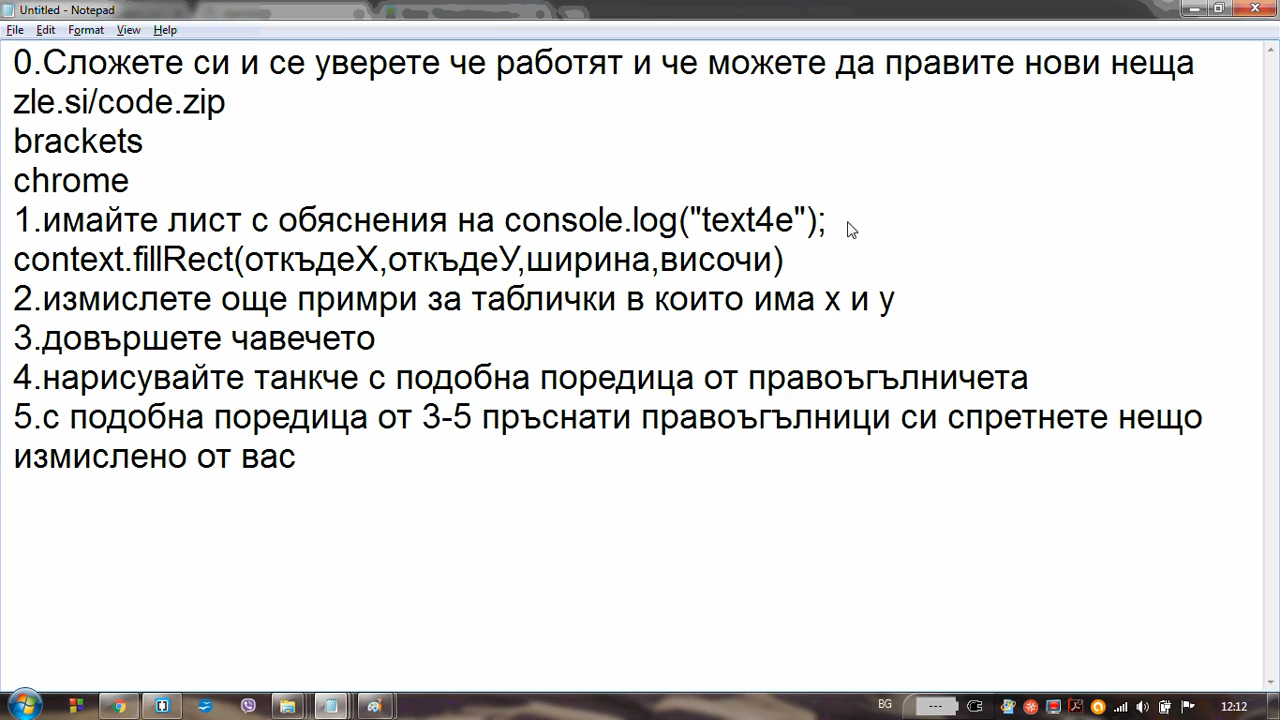 Untitled - Notepad
File Edit Format View Help
0.Сложете си и се уверете че работят и че можете да правите нови неща
zle.si/code.zip
brackets
chrome
1.имайте лист с обяснения на console.log("text4e");
context.fillRect(откъдеХ,откъдеУ,ширина,височи)
2.измислете още примри за таблички в които има x и y
3.довършете чавечето
4.нарисувайте танкче с подобна поредица от правоъгълничета
5.с подобна поредица от 3-5 пръснати правоъгълници си спретнете нещо
измислено от вас
BG --- 12:12